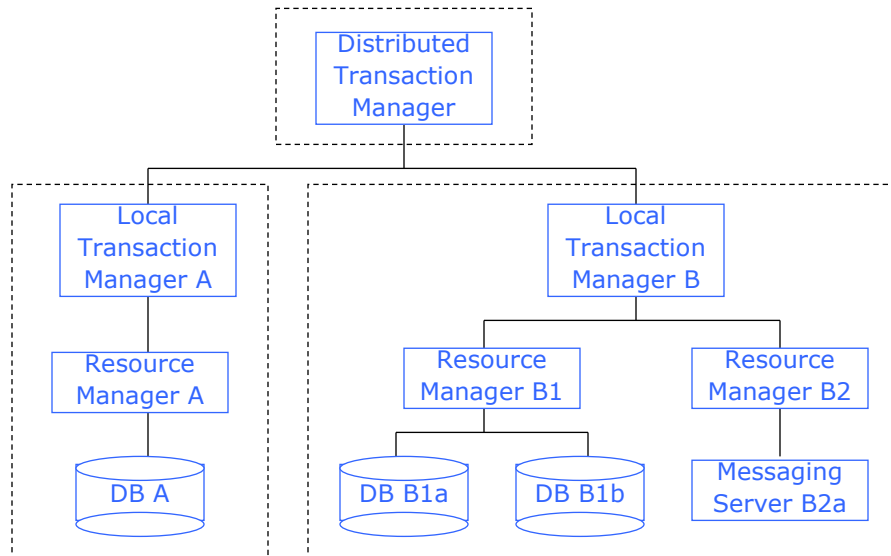 Distributed
Transaction
Manager
Local
Transaction
Manager A
Local
Transaction
Manager B
Resource
Manager A
Resource
Manager B1
Resource
Manager B2
DB A
DB B1a
DB B1b
Messaging
Server B2a